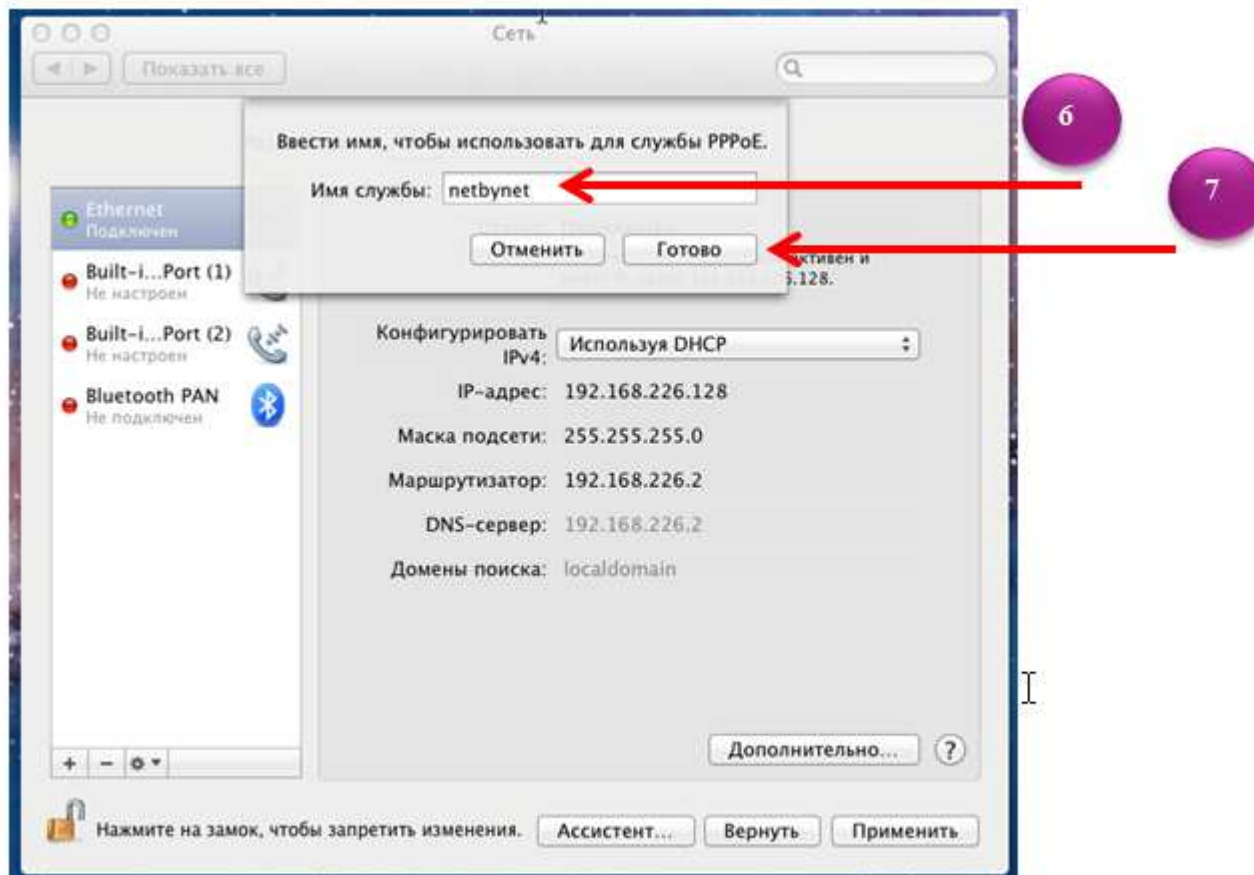 Сеть
Показать все
6
Ввести имя, чтобы использовать для службы PPPoE.
7
Имя службы: netbynet
Ethernet
Подключен
Отменить Готово
активен и
.128.
Built-i...Port (1)
Не настроен
Built-i...Port (2)
Не настроен
Конфигурировать IPv4: Используя DHCP
Bluetooth PAN
Не подключен
IP-адрес: 192.168.226.128
Маска подсети: 255.255.255.0
Маршрутизатор: 192.168.226.2
DNS-сервер: 192.168.226.2
Домены поиска: localdomain
Дополнительно... ?
+ −
Нажмите на замок, чтобы запретить изменения. Ассистент... Вернуть Применить